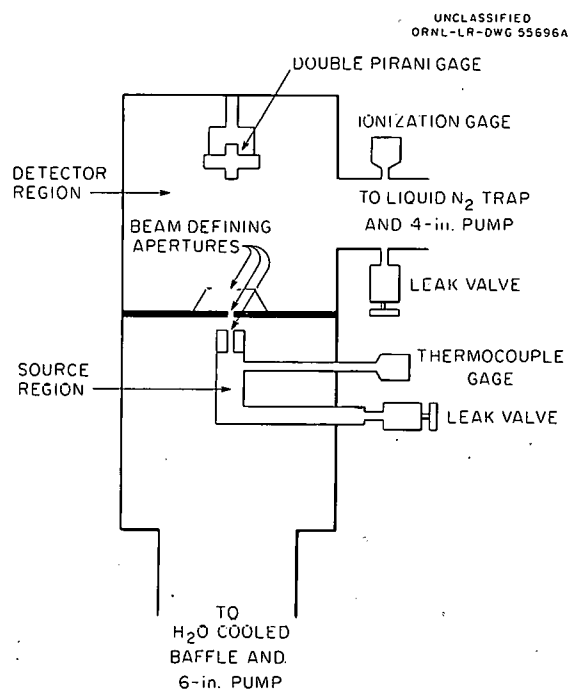 UNCLASSIFIED
ORNL-LR-DWG 55696A
DOUBLE PIRANI GAGE
IONIZATION GAGE
DETECTOR
REGION
TO LIQUID N2 TRAP
AND 4-in. PUMP
BEAM DEFINING
APERTURES
LEAK VALVE
THERMOCOUPLE
GAGE
SOURCE
REGION
LEAK VALVE
TO
H2O COOLED
BAFFLE AND
6-in. PUMP